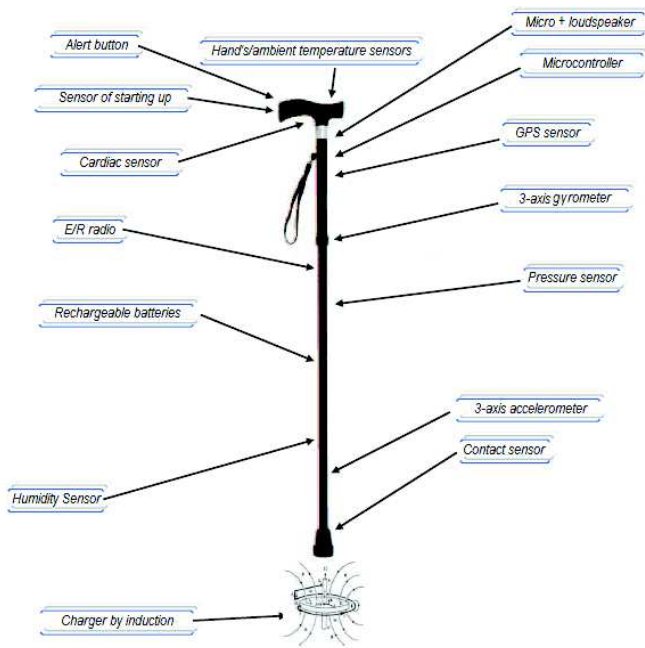 Micro + loudspeaker
Alert button
Hand's/ambient temperature sensors
Microcontroller
Sensor of starting up
GPS sensor
Cardiac sensor
3-axis gyrometer
E/R radio
Pressure sensor
Rechargeable batteries
3-axis accelerometer
Contact sensor
Humidity Sensor
Charger by induction